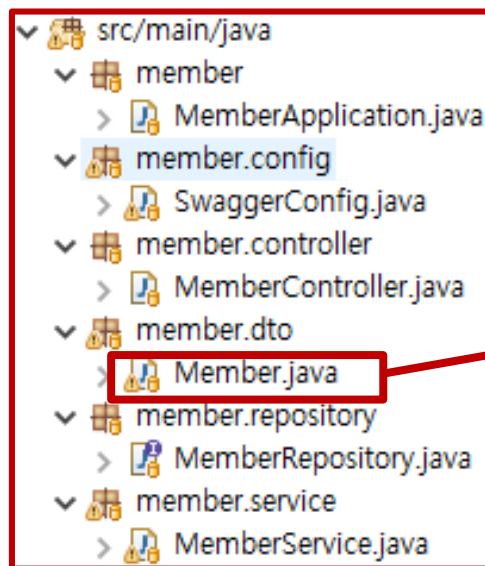 src/main/java
member
MemberApplication.java
member.config
SwaggerConfig.java
member.controller
MemberController.java
member.dto
Member.java
member.repository
MemberRepository.java
member.service
MemberService.java